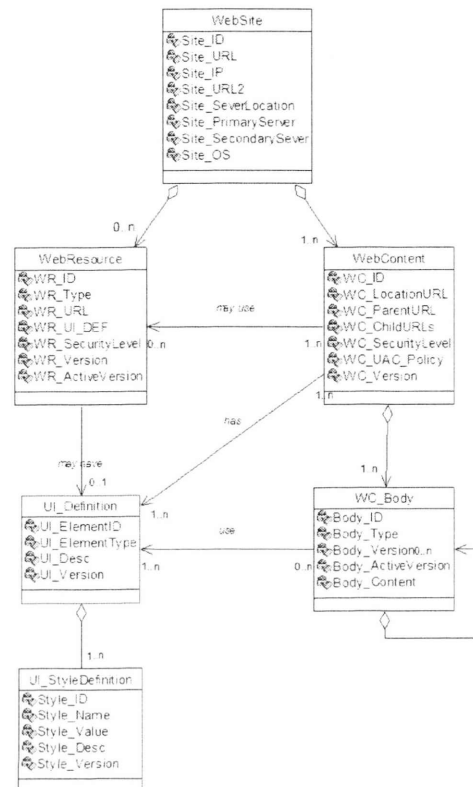 WebSite
Site_ID
Site_URL
Site_IP
Site_URL2
Site_SeverLocation
Site_PrimaryServer
Site_SecondarySever
Site_OS
0..n
1..n
WebResource
WR_ID
WR_Type
WR_URL
WR_UI_DEF
WR_SecurityLevel
WR_Version
WR_ActiveVersion
WebContent
WC_ID
WC_LocationURL
WC_ParentURL
WC_ChildURLs
WC_SecurityLevel
WC_UAC_Policy
WC_Version
may use
0..n
1..n
1..n
has
may have
0..1
1..n
1..n
UI_Definition
UI_ElementID
UI_ElementType
UI_Desc
UI_Version
WC_Body
Body_ID
Body_Type
Body_Version0..n
Body_ActiveVersion
Body_Content
use
1..n
0..n
1..n
UI_StyleDefinition
Style_ID
Style_Name
Style_Value
Style_Desc
Style_Version